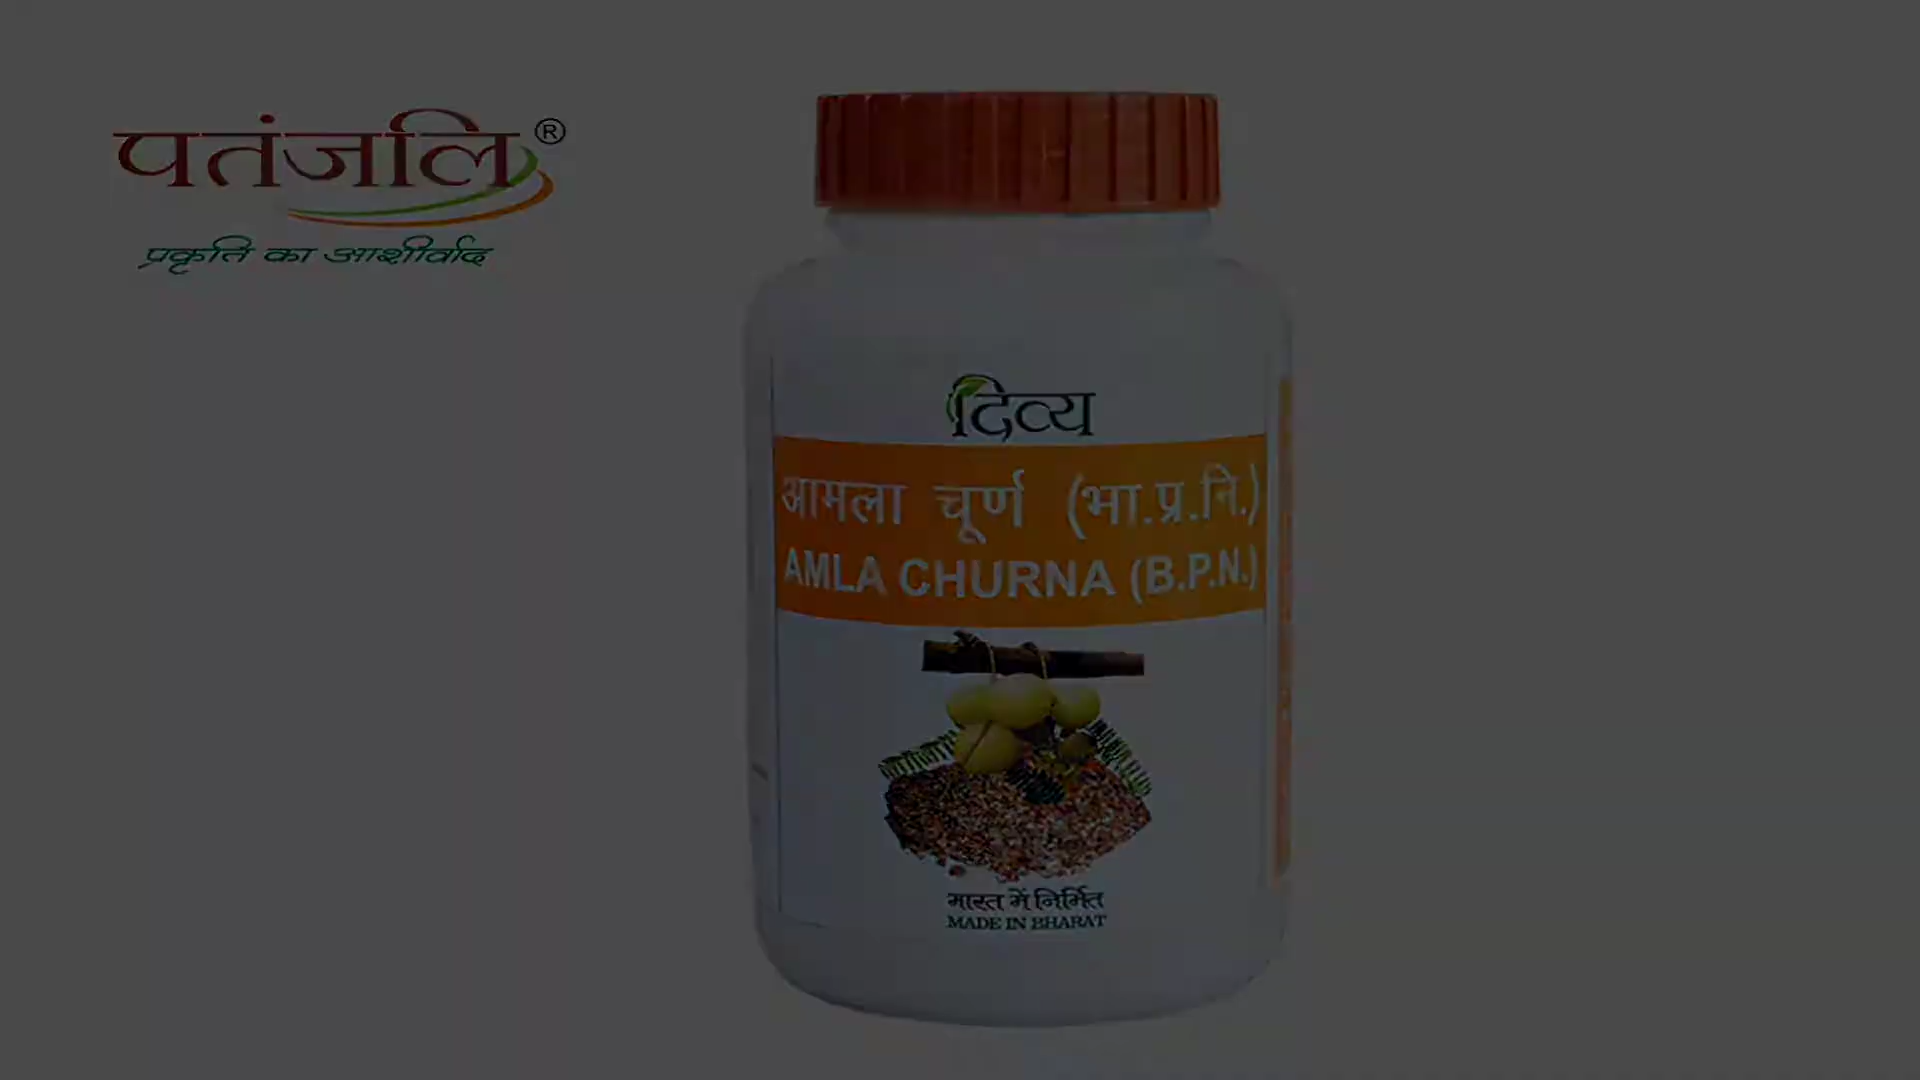 पतंजलि®
प्रकृति का आशीर्वाद
दिव्य
आमला चूर्ण (भा.प्र.नि.)
AMLA CHURNA (B.P.N.)
भारत में निर्मित
MADE IN BHARAT